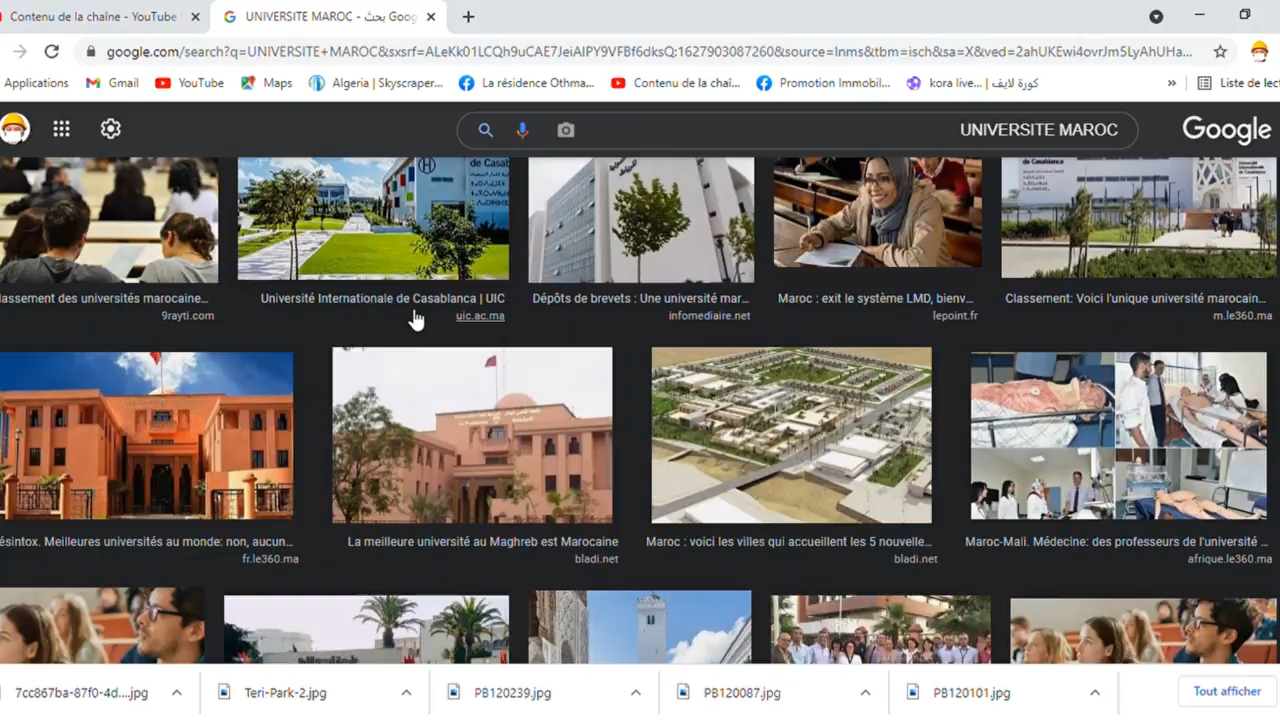 Contenu de la chaîne - YouTube
UNIVERSITE MAROC - بحث Goog
google.com/search?q=UNIVERSITE+MAROC&sxsrf=ALeKk01LCQh9uCAE7JeiAIPY9VFBf6dksQ:1627903087260&source=lnms&tbm=isch&sa=X&ved=2ahUKEwi4ovrJm5LyAhUHa...
Applications
Gmail
YouTube
Maps
Algeria | Skyscraper...
La résidence Othma...
Contenu de la chaî...
Promotion Immobil...
kora live... | كورة لايف
»
Liste de lect
UNIVERSITE MAROC
Google
lassement des universités marocaine...
9rayti.com
Université Internationale de Casablanca | UIC
uic.ac.ma
Dépôts de brevets : Une université mar...
infomediaire.net
Maroc : exit le système LMD, bienv...
lepoint.fr
Classement: Voici l'unique université marocain...
m.le360.ma
ésintox. Meilleures universités au monde: non, aucun...
fr.le360.ma
La meilleure université au Maghreb est Marocaine
bladi.net
Maroc : voici les villes qui accueillent les 5 nouvelle...
bladi.net
Maroc-Mali. Médecine: des professeurs de l'université ...
afrique.le360.ma
7cc867ba-87f0-4d....jpg
Teri-Park-2.jpg
PB120239.jpg
PB120087.jpg
PB120101.jpg
Tout afficher